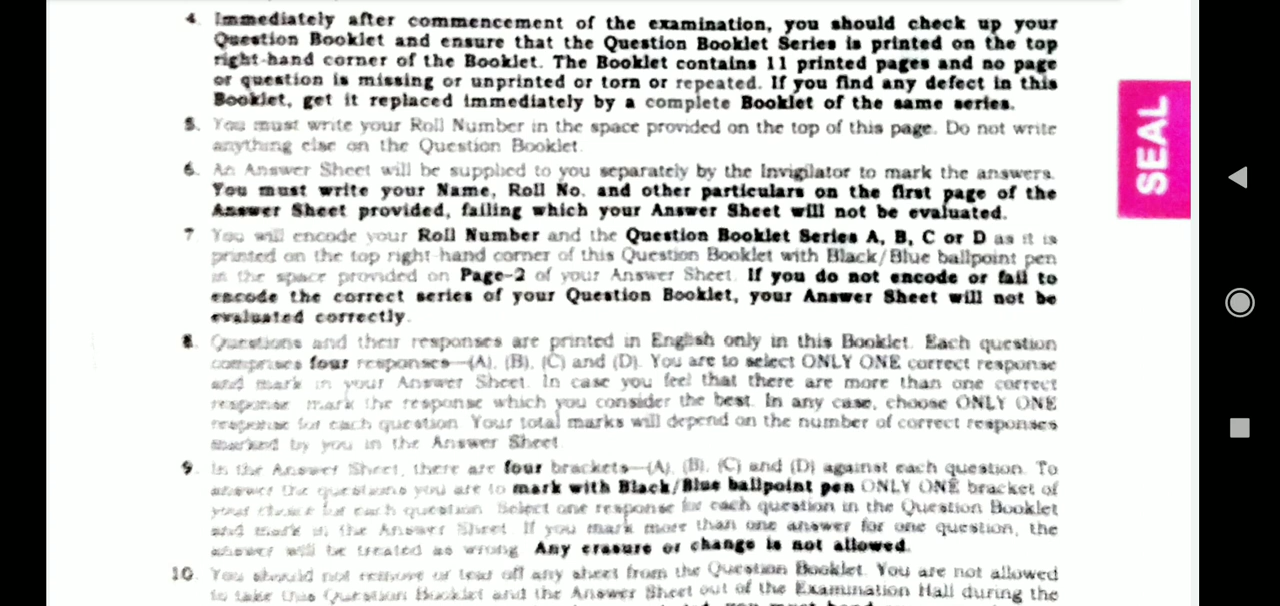 4. Immediately after commencement of the examination, you should check up your
Question Booklet and ensure that the Question Booklet Series is printed on the top
right-hand corner of the Booklet. The Booklet contains 11 printed pages and no page
or question is missing or unprinted or torn or repeated. If you find any defect in this
Booklet, get it replaced immediately by a complete Booklet of the same series.
5. You must write your Roll Number in the space provided on the top of this page. Do not write
anything else on the Question Booklet.
6. An Answer Sheet will be supplied to you separately by the Invigilator to mark the answers.
You must write your Name, Roll No. and other particulars on the first page of the
Answer Sheet provided, failing which your Answer Sheet will not be evaluated.
7 You will encode your Roll Number and the Question Booklet Series A, B, C or D as it is
printed on the top right-hand corner of this Question Booklet with Black/Blue ballpoint pen
in the space provided on Page-2 of your Answer Sheet. If you do not encode or fail to
encode the correct series of your Question Booklet, your Answer Sheet will not be
evaluated correctly.
8. Questions and their responses are printed in English only in this Booklet. Each question
comprises four responses—(A), (B), (C) and (D). You are to select ONLY ONE correct response
and mark in your Answer Sheet. In case you feel that there are more than one correct
response mark the response which you consider the best. In any case, choose ONLY ONE
response for each question Your total marks will depend on the number of correct responses
marked by you in the Answer Sheet.
9. In the Answer Sheet, there are four brackets—(A), (B), (C) and (D) against each question. To
answer the questions you are to mark with Black/Blue ballpoint pen ONLY ONE bracket of
your choice for each question Select one response for each question in the Question Booklet
and mark in the Answer Sheet If you mark more than one answer for one question, the
answer will be treated as wrong Any erasure or change is not allowed.
10. You should not remove or tear off any sheet from the Question Booklet. You are not allowed
to take this Question Booklet and the Answer Sheet out of the Examination Hall during the
SEAL